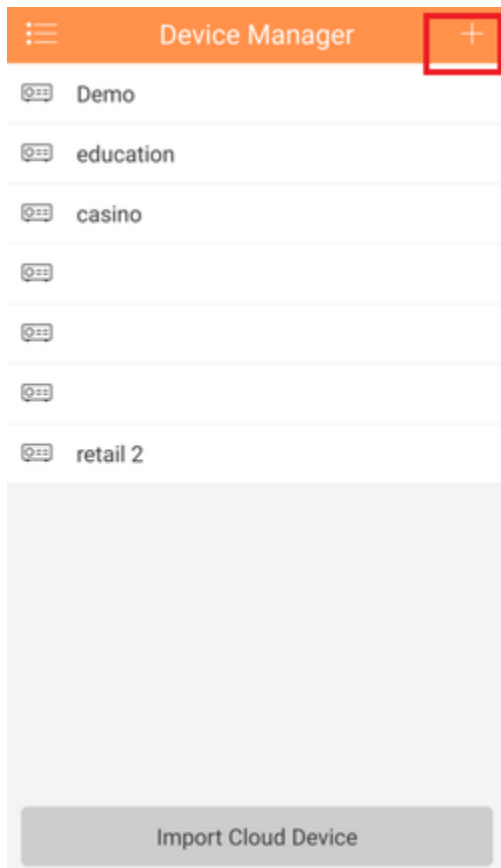 Device Manager
Demo
education
casino
retail 2
Import Cloud Device